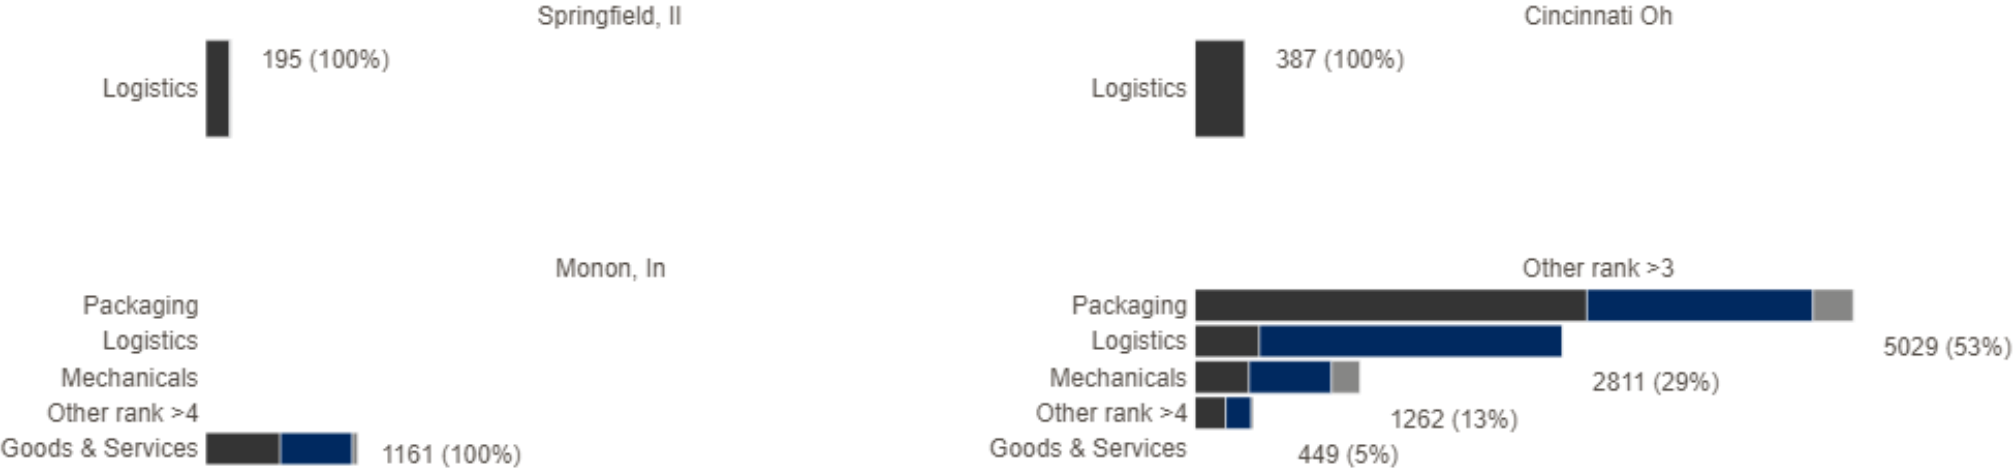 Springfield, Il
195 (100%)
Logistics
Cincinnati Oh
387 (100%)
Logistics
Monon, In
Packaging
Logistics
Mechanicals
Other rank >4
Goods & Services 1161 (100%)
Other rank >3
Packaging
Logistics
5029 (53%)
Mechanicals
2811 (29%)
Other rank >4
1262 (13%)
Goods & Services
449 (5%)